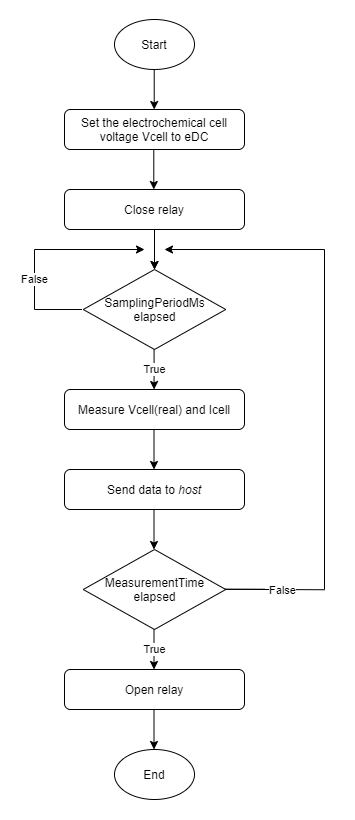 Start
Set the electrochemical cell
voltage Vcell to eDC
Close relay
False
SamplingPeriodMs
elapsed
True
Measure Vcell(real) and Icell
Send data to host
MeasurementTime
elapsed
False
True
Open relay
End